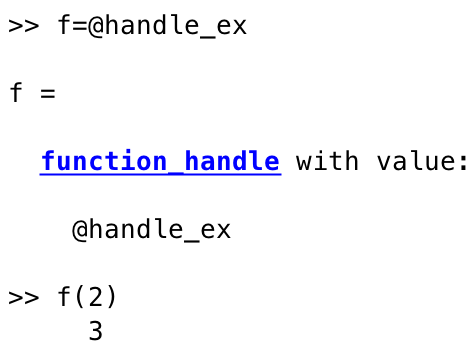 >> f=@handle_ex
f =
function_handle with value:
@handle_ex
>> f(2)
3